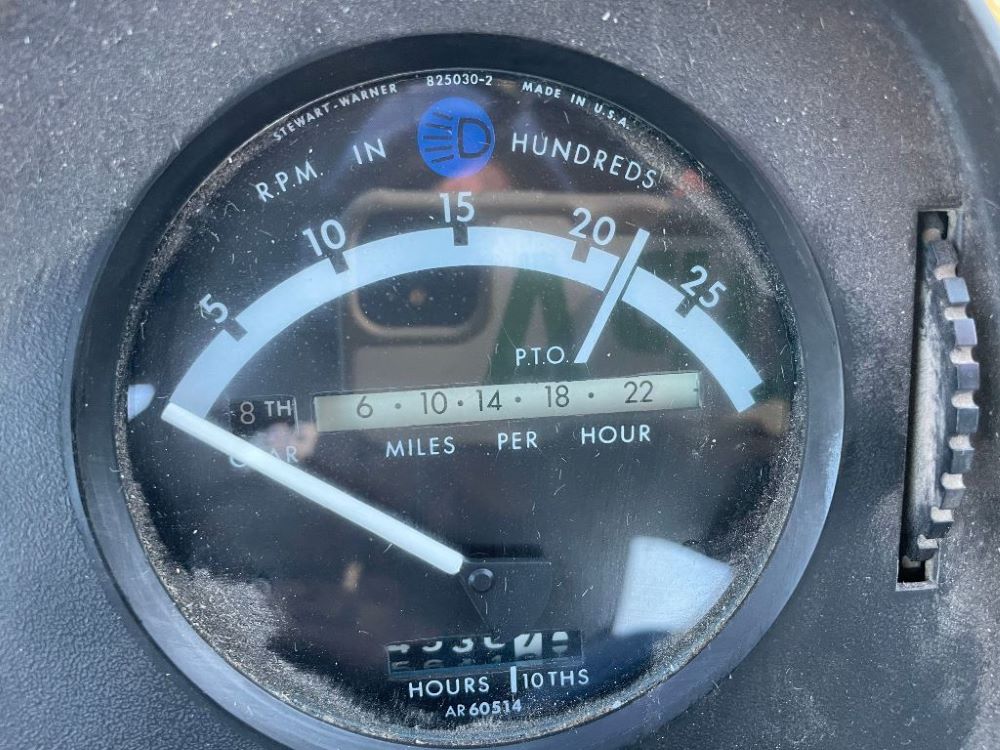 STEWART-WARNER 825030-2 MADE IN U.S.A.
R.P.M. IN HUNDREDS
5 10 15 20 25
P.T.O.
8 TH 6 • 10 • 14 • 18 • 22
MILES PER HOUR
HOURS 10THS
AR60514